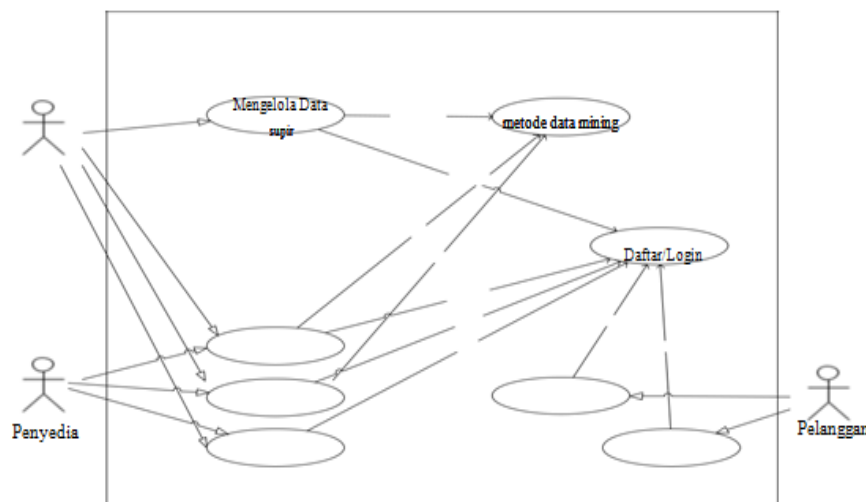 Mengelola Data
supir
metode data mining
Daftar/Login
Penyedia
Pelanggan